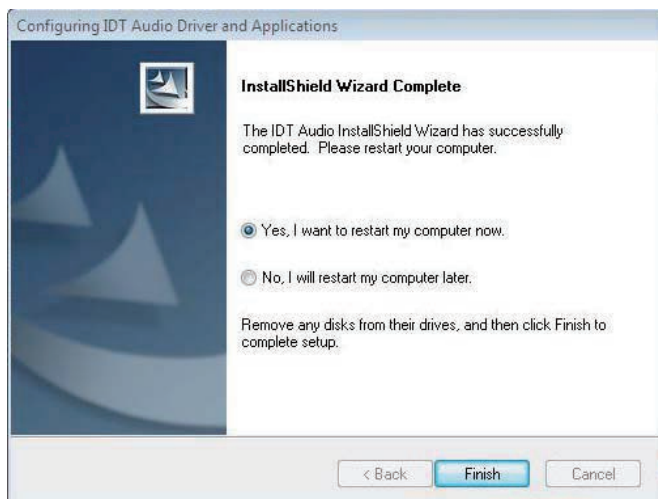 Configuring IDT Audio Driver and Applications
InstallShield Wizard Complete
The IDT Audio InstallShield Wizard has successfully
completed. Please restart your computer.
Yes, I want to restart my computer now.
No, I will restart my computer later.
Remove any disks from their drives, and then click Finish to
complete setup.
< Back Finish Cancel